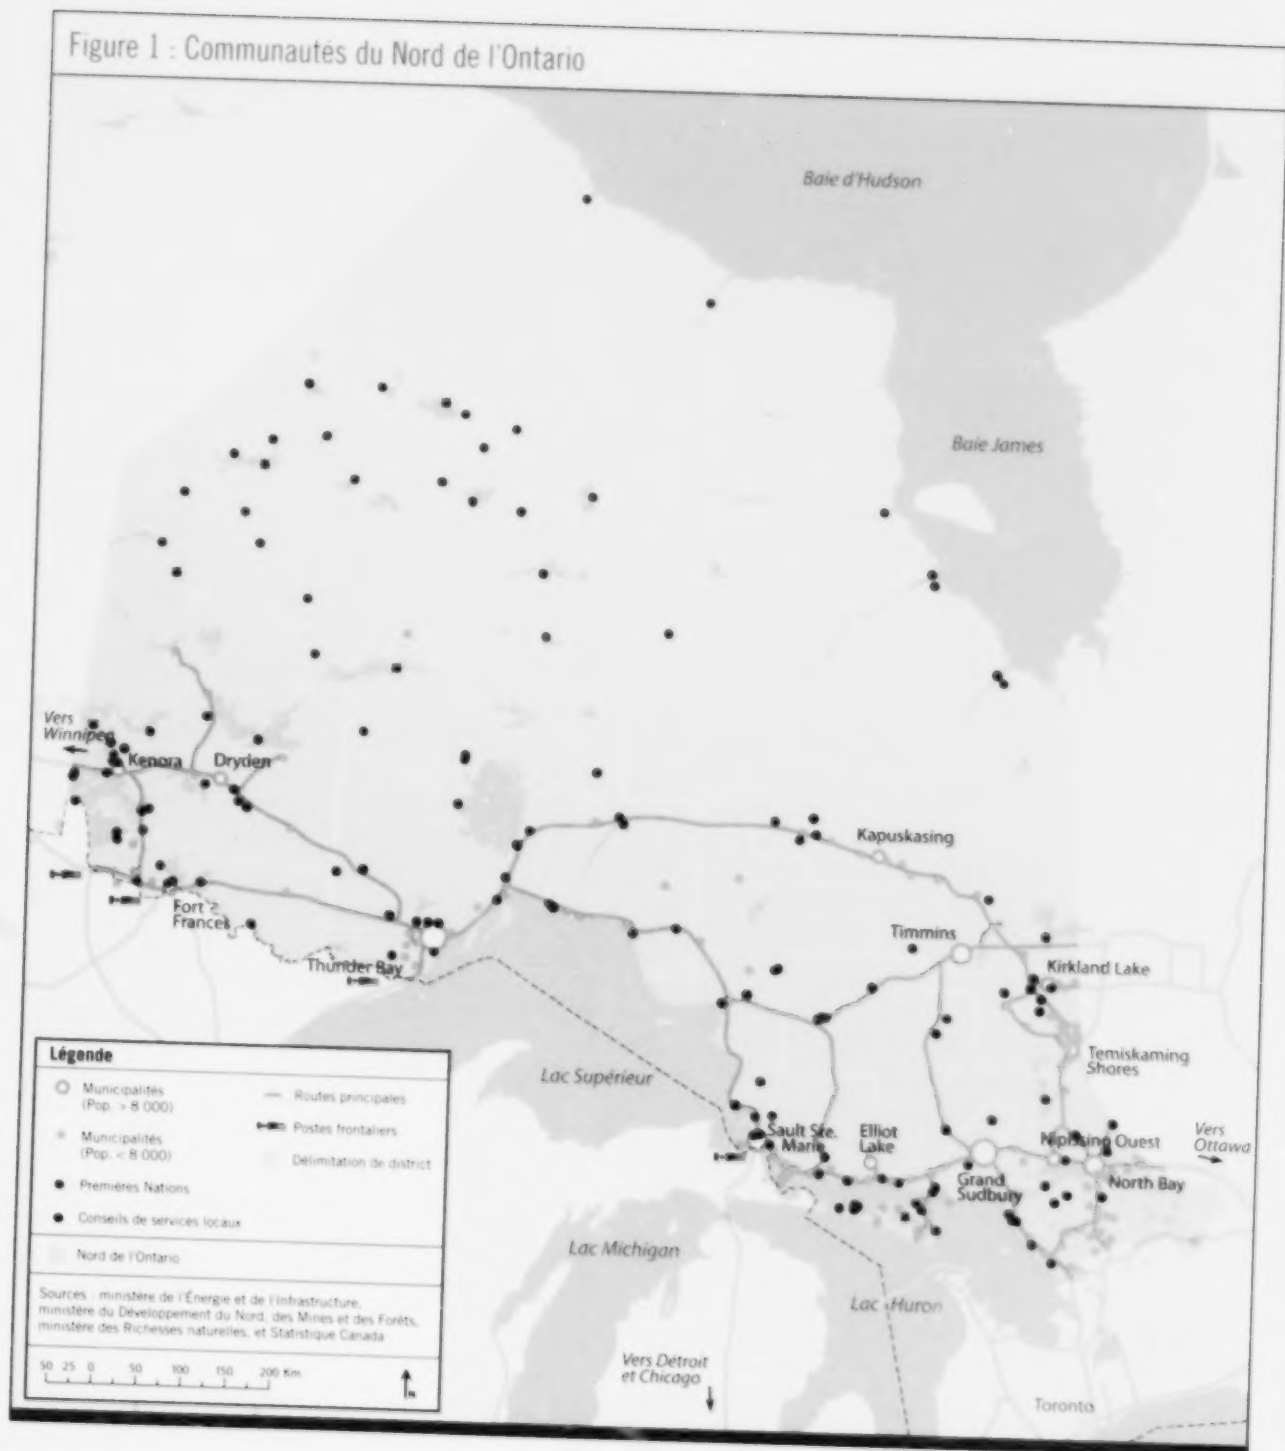 Figure 1 : Communautés du Nord de l'Ontario
Baie d'Hudson
Baie James
Vers
Winnipeg
Kenora
Dryden
Kapuskasing
Fort
Frances
Timmins
Thunder Bay
Kirkland Lake
Temiskaming
Shores
Lac Supérieur
Sault Ste.
Marie
Elliot
Lake
Nipissing Ouest
Vers
Ottawa
Grand
Sudbury
North Bay
Lac Michigan
Lac Huron
Vers Détroit
et Chicago
Toronto
Légende
Municipalités
(Pop. > 8 000)
Municipalités
(Pop. < 8 000)
Premières Nations
Conseils de services locaux
Routes principales
Postes frontaliers
Délimitation de district
Nord de l'Ontario
Sources : ministère de l'Énergie et de l'Infrastructure,
ministère du Développement du Nord, des Mines et des Forêts,
ministère des Richesses naturelles, et Statistique Canada
50 25 0 50 100 150 200 Km
N